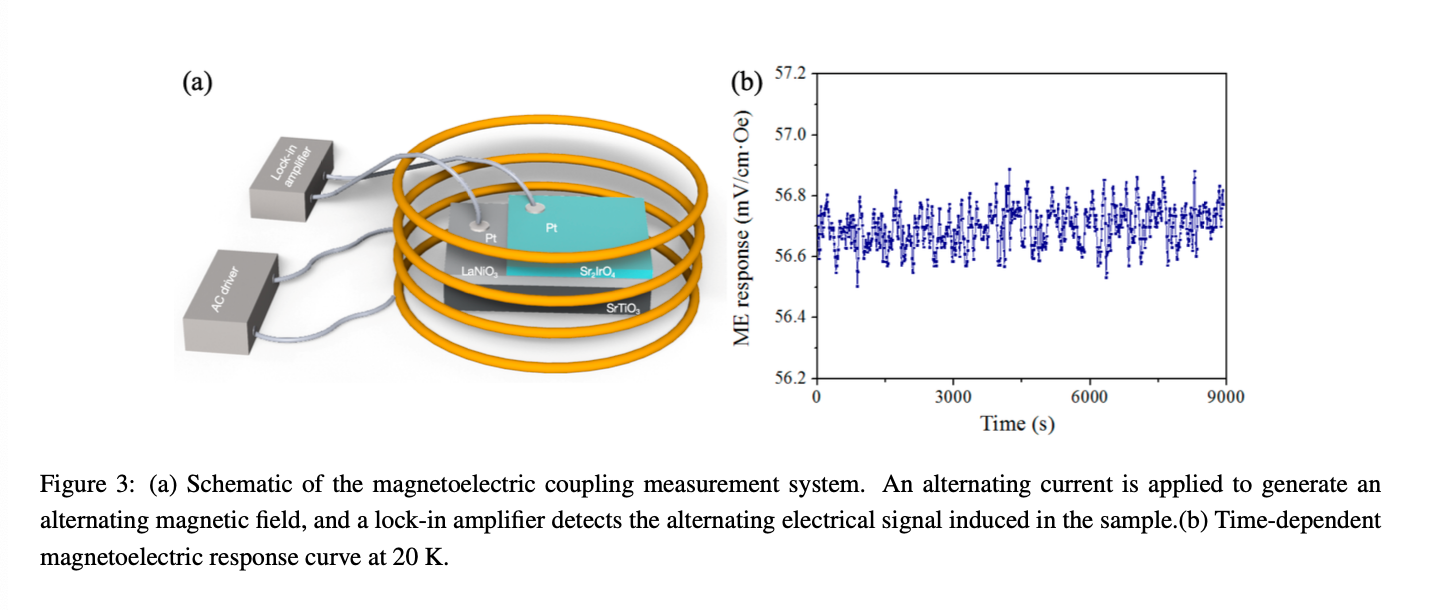 (a)
Lock-in
amplifier
AC driver
Pt
Pt
LaNiO₃
Sr₂IrO₄
SrTiO₃
(b)
ME response (mV/cm·Oe)
57.2
57.0
56.8
56.6
56.4
56.2
0
3000
6000
9000
Time (s)
Figure 3: (a) Schematic of the magnetoelectric coupling measurement system. An alternating current is applied to generate an
alternating magnetic field, and a lock-in amplifier detects the alternating electrical signal induced in the sample.(b) Time-dependent
magnetoelectric response curve at 20 K.